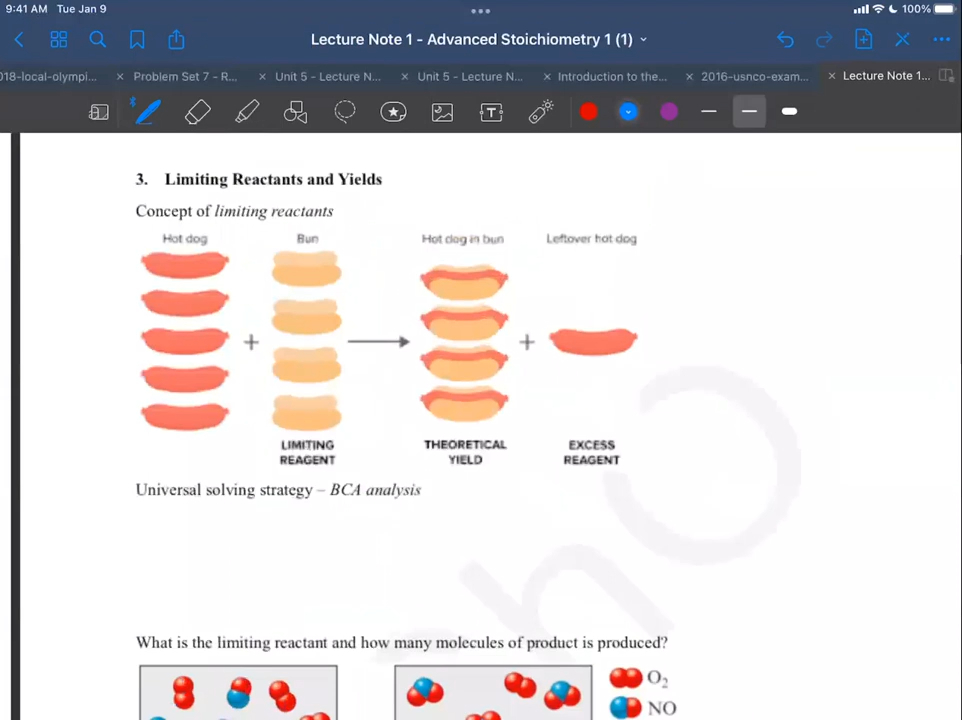 9:41 AM Tue Jan 9
100%
Lecture Note 1 - Advanced Stoichiometry 1 (1)
018-local-olympi...
Problem Set 7 - R...
Unit 5 - Lecture N...
Unit 5 - Lecture N...
Introduction to the...
2016-usnco-exam...
Lecture Note 1...
T
3. Limiting Reactants and Yields
Concept of limiting reactants
Hot dog Bun Hot dog in bun Leftover hot dog
+ +
LIMITING REAGENT
THEORETICAL YIELD
EXCESS REAGENT
Universal solving strategy – BCA analysis
What is the limiting reactant and how many molecules of product is produced?
O₂
NO